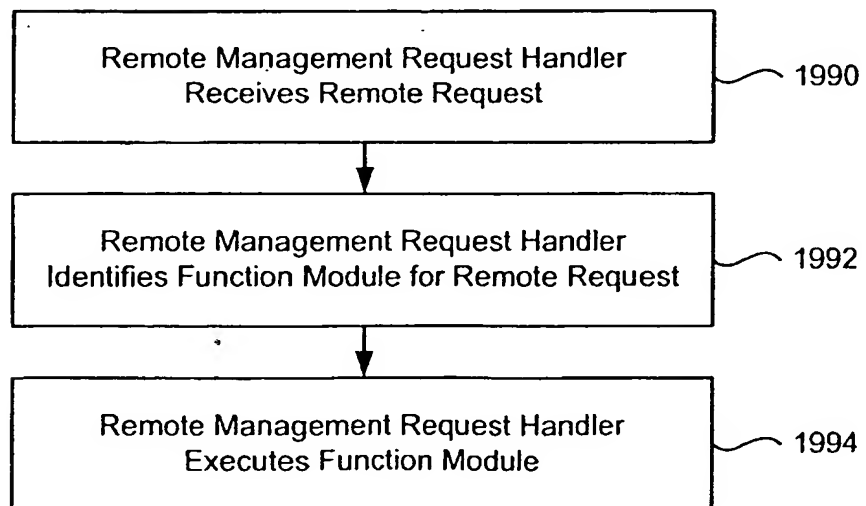 Remote Management Request Handler
Receives Remote Request
1990
Remote Management Request Handler
Identifies Function Module for Remote Request
1992
Remote Management Request Handler
Executes Function Module
1994